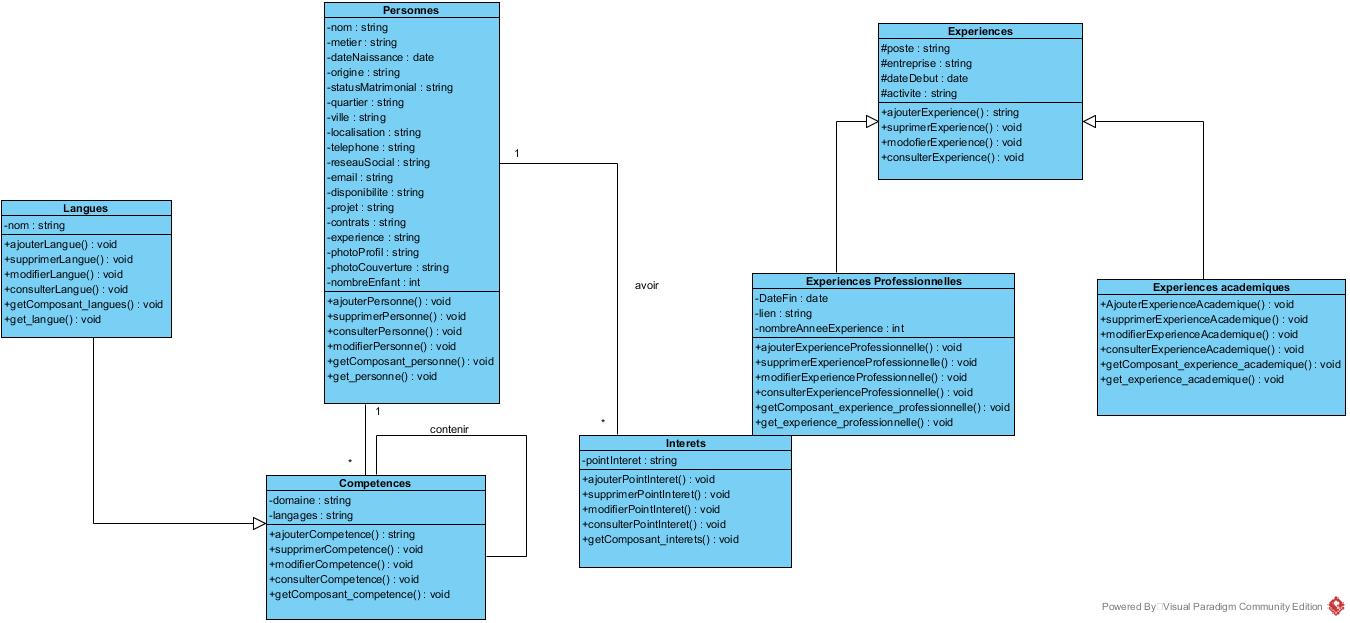 Personnes
-nom : string
-metier : string
-dateNaissance : date
-origine : string
-statusMatrimonial : string
-quartier : string
-ville : string
-localisation : string
-telephone : string
-reseauSocial : string
-email : string
-disponibilite : string
-projet : string
-contrats : string
-experience : string
-photoProfil : string
-photoCouverture : string
-nombreEnfant : int
+ajouterPersonne() : void
+supprimerPersonne() : void
+consulterPersonne() : void
+modifierPersonne() : void
+getComposant_personne() : void
+get_personne() : void
Experiences
#poste : string
#entreprise : string
#dateDebut : date
#activite : string
+ajouterExperience() : string
+suprimerExperience() : void
+modofierExperience() : void
+consulterExperience() : void
1
Langues
-nom : string
+ajouterLangue() : void
+supprimerLangue() : void
+modifierLangue() : void
+consulterLangue() : void
+getComposant_langues() : void
+get_langue() : void
avoir
Experiences Professionnelles
-DateFin : date
-lien : string
-nombreAnneeExperience : int
+ajouterExperienceProfessionnelle() : void
+supprimerExperienceProfessionnelle() : void
+modifierExperienceProfessionnelle() : void
+consulterExperienceProfessionnelle() : void
+getComposant_experience_professionnelle() : void
+get_experience_professionnelle() : void
Experiences academiques
+AjouterExperienceAcademique() : void
+supprimerExperienceAcademique() : void
+modifierExperienceAcademique() : void
+consulterExperienceAcademique() : void
+getComposant_experience_academique() : void
+get_experience_academique() : void
1
*
contenir
*
Interets
-pointInteret : string
+ajouterPointInteret() : void
+supprimerPointInteret() : void
+modifierPointInteret() : void
+consulterPointInteret() : void
+getComposant_interets() : void
Competences
-domaine : string
-langages : string
+ajouterCompetence() : string
+supprimerCompetence() : void
+modifierCompetence() : void
+consulterCompetence() : void
+getComposant_competence() : void
Powered By Visual Paradigm Community Edition